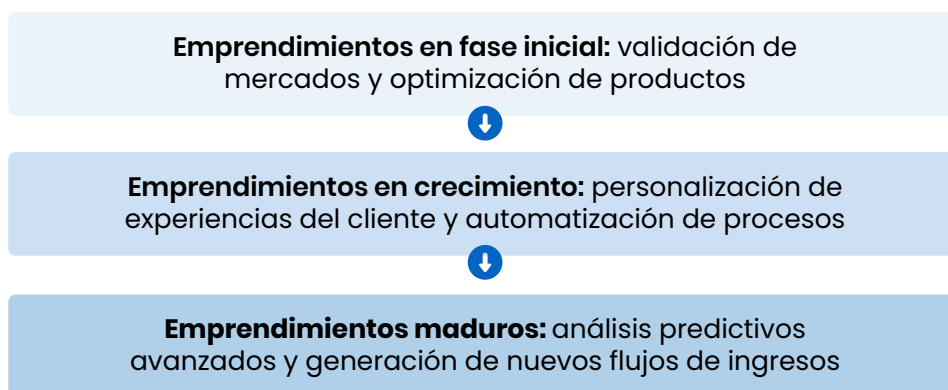 Emprendimientos en fase inicial: validación de
mercados y optimización de productos
Emprendimientos en crecimiento: personalización de
experiencias del cliente y automatización de procesos
Emprendimientos maduros: análisis predictivos
avanzados y generación de nuevos flujos de ingresos